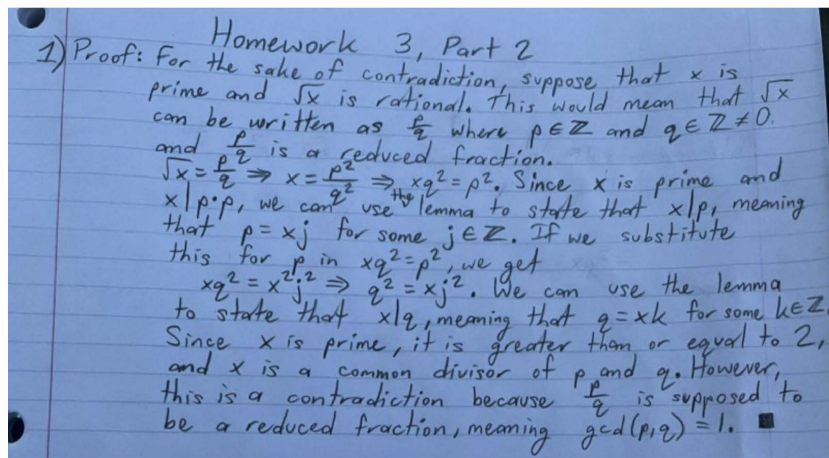 Homework 3, Part 2
1) Proof: For the sake of contradiction, suppose that x is
prime and √x is rational. This would mean that √x
can be written as p/q where p∈ℤ and q∈ℤ≠0.
and p/q is a reduced fraction.
√x = p/q ⇒ x = p²/q² ⇒ xq² = p². Since x is prime and
x|p·p, we can use the lemma to state that x|p, meaning
that p = xj for some j∈ℤ. If we substitute
this for p in xq²=p², we get
xq² = x²j² ⇒ q² = xj². We can use the lemma
to state that x|q, meaning that q = xk for some k∈ℤ.
Since x is prime, it is greater than or equal to 2,
and x is a common divisor of p and q. However,
this is a contradiction because p/q is supposed to
be a reduced fraction, meaning gcd(p,q) = 1. ■